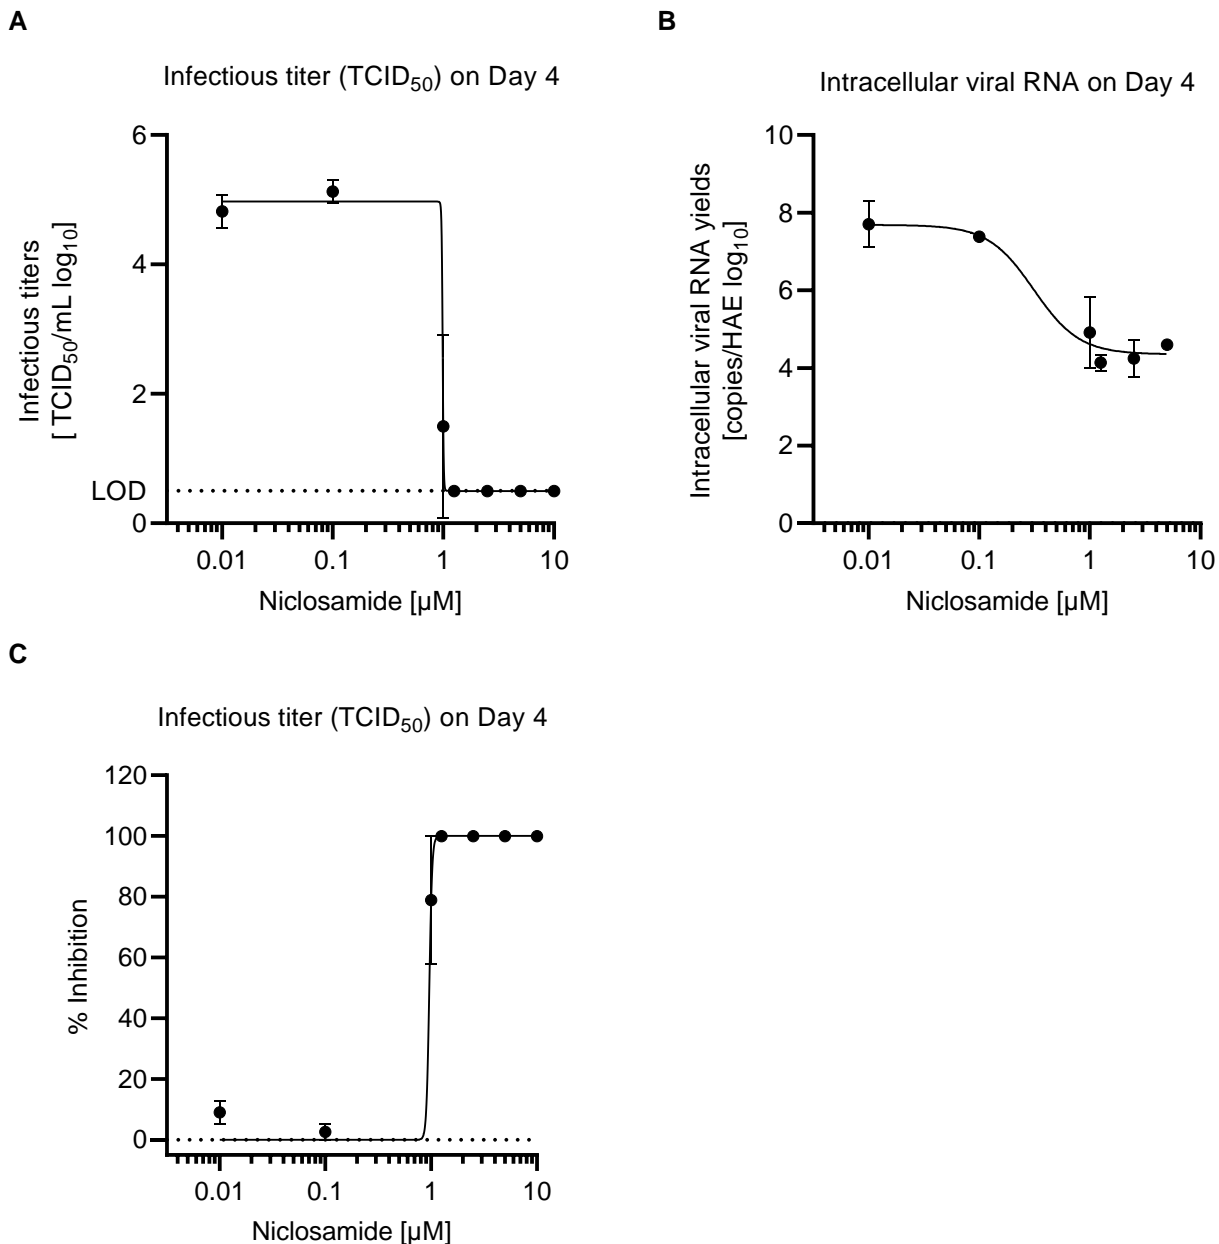 A
Infectious titer (TCID50) on Day 4
Infectious titers
[ TCID50/mL log10]
6
4
2
LOD
0
0.01 0.1 1 10
Niclosamide [µM]
B
Intracellular viral RNA on Day 4
Intracellular viral RNA yields
[copies/HAE log10]
10
8
6
4
2
0
0.01 0.1 1 10
Niclosamide [µM]
C
Infectious titer (TCID50) on Day 4
% Inhibition
120
100
80
60
40
20
0
0.01 0.1 1 10
Niclosamide [µM]